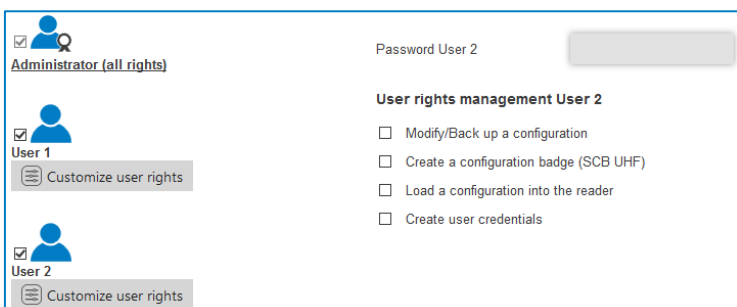 Administrator (all rights)
User 1
Customize user rights
User 2
Customize user rights
Password User 2
User rights management User 2
Modify/Back up a configuration
Create a configuration badge (SCB UHF)
Load a configuration into the reader
Create user credentials